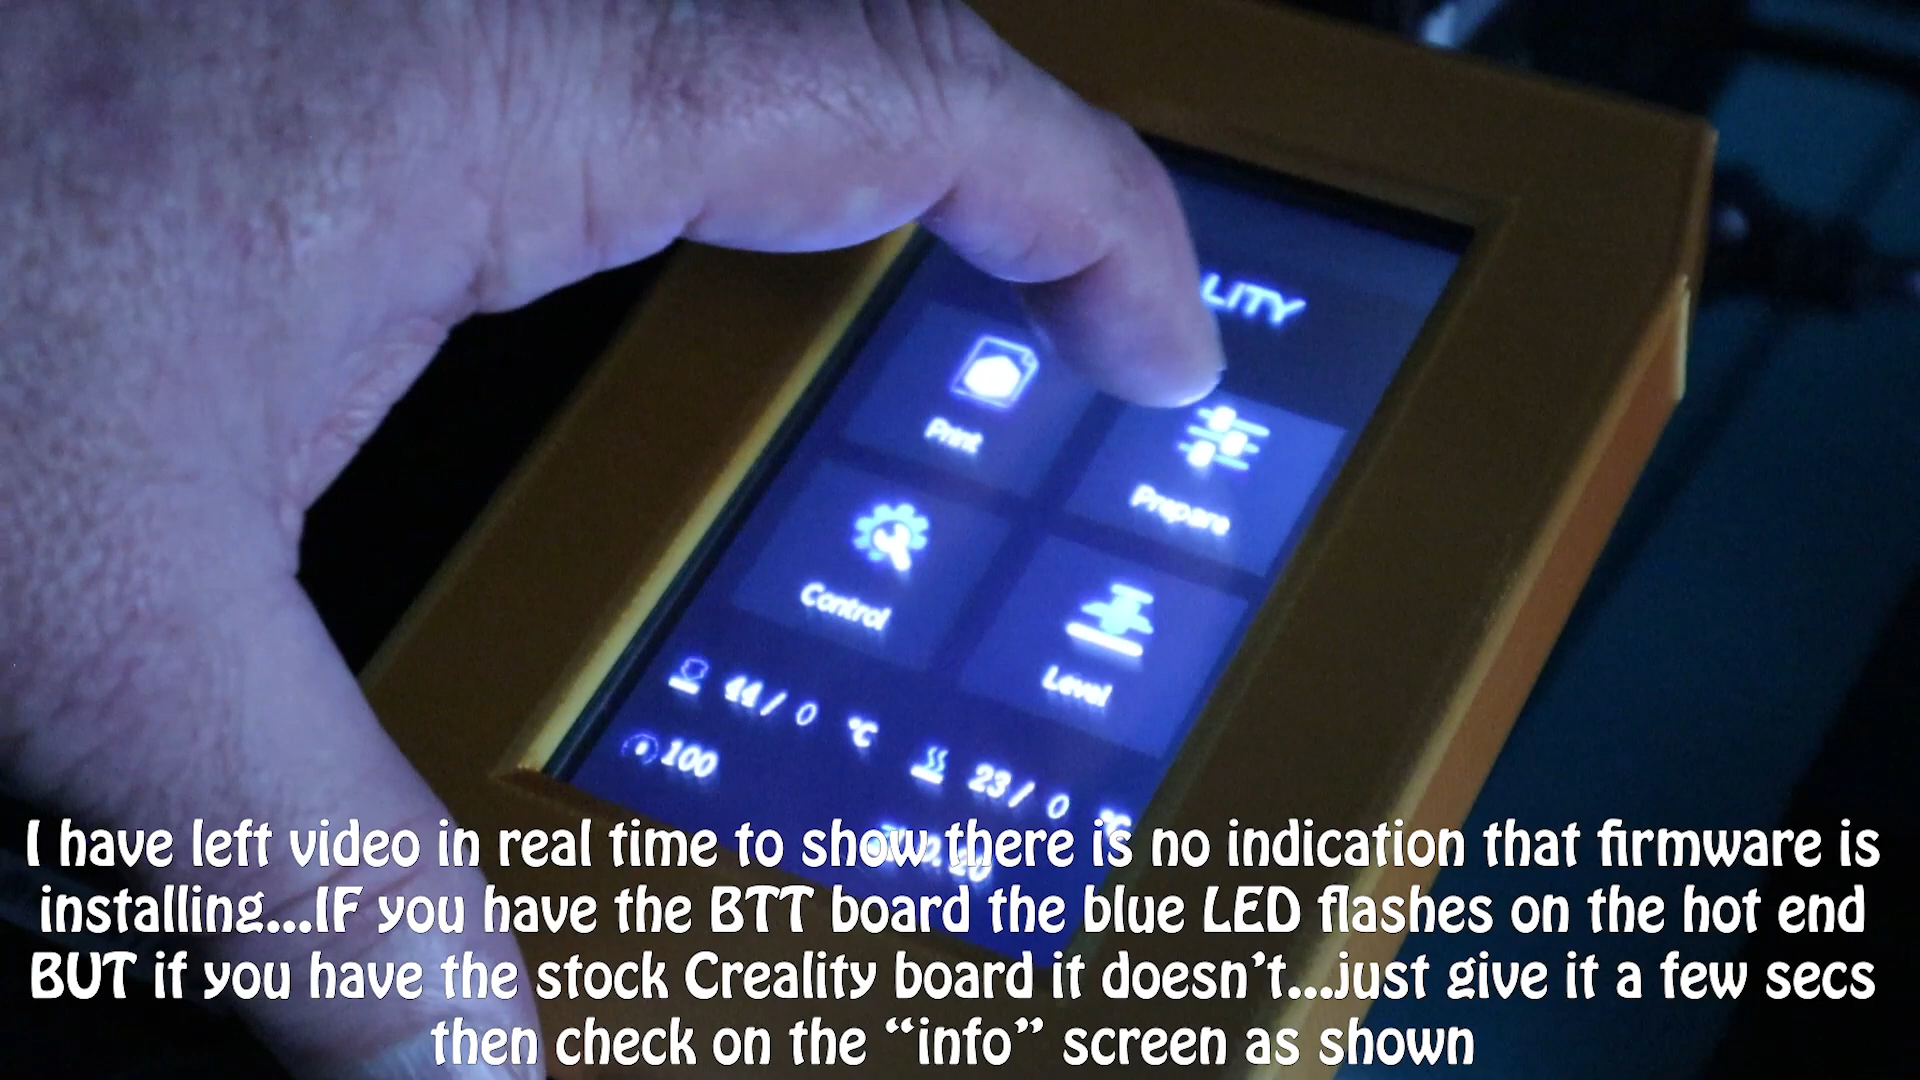 LITY
Print
Prepare
Control
Level
44 / 0 °C
23 / 0 °C
100
I have left video in real time to show there is no indication that firmware is
installing...IF you have the BTT board the blue LED flashes on the hot end
BUT if you have the stock Creality board it doesn't...just give it a few secs
then check on the “info” screen as shown